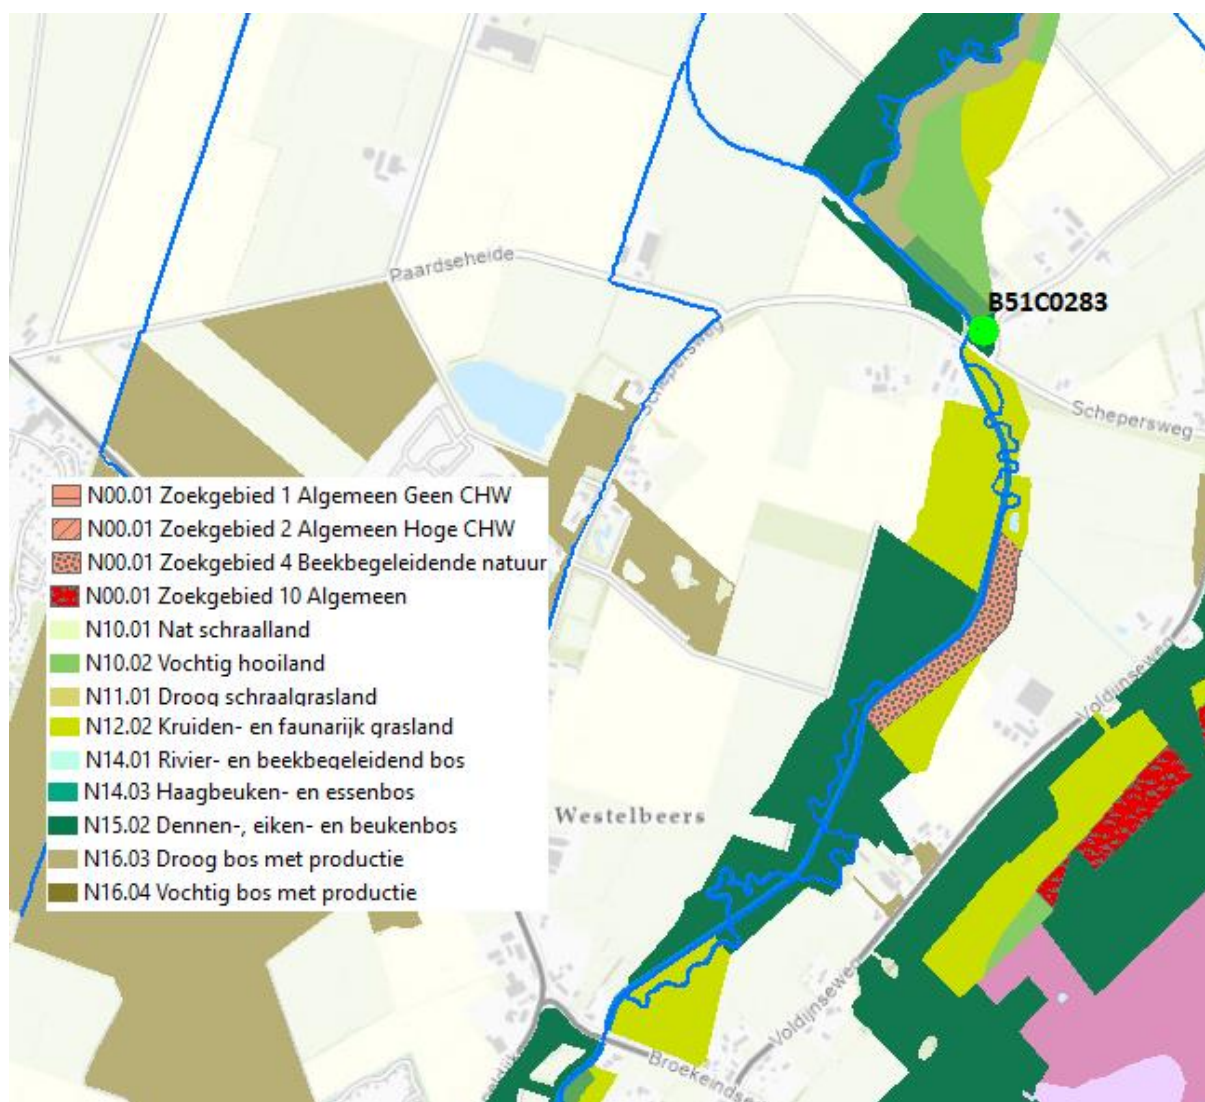 B51C0283
Paardseheide
Schepersweg
Schepersweg
N00.01 Zoekgebied 1 Algemeen Geen CHW
N00.01 Zoekgebied 2 Algemeen Hoge CHW
N00.01 Zoekgebied 4 Beekbegeleidende natuur
N00.01 Zoekgebied 10 Algemeen
N10.01 Nat schraalland
N10.02 Vochtig hooiland
N11.01 Droog schraalgrasland
N12.02 Kruiden- en faunarijk grasland
N14.01 Rivier- en beekbegeleidend bos
N14.03 Haagbeuken- en essenbos
N15.02 Dennen-, eiken- en beukenbos
N16.03 Droog bos met productie
N16.04 Vochtig bos met productie
Voldijnseweg
Westelbeers
Voldijnseweg
Broekeindse